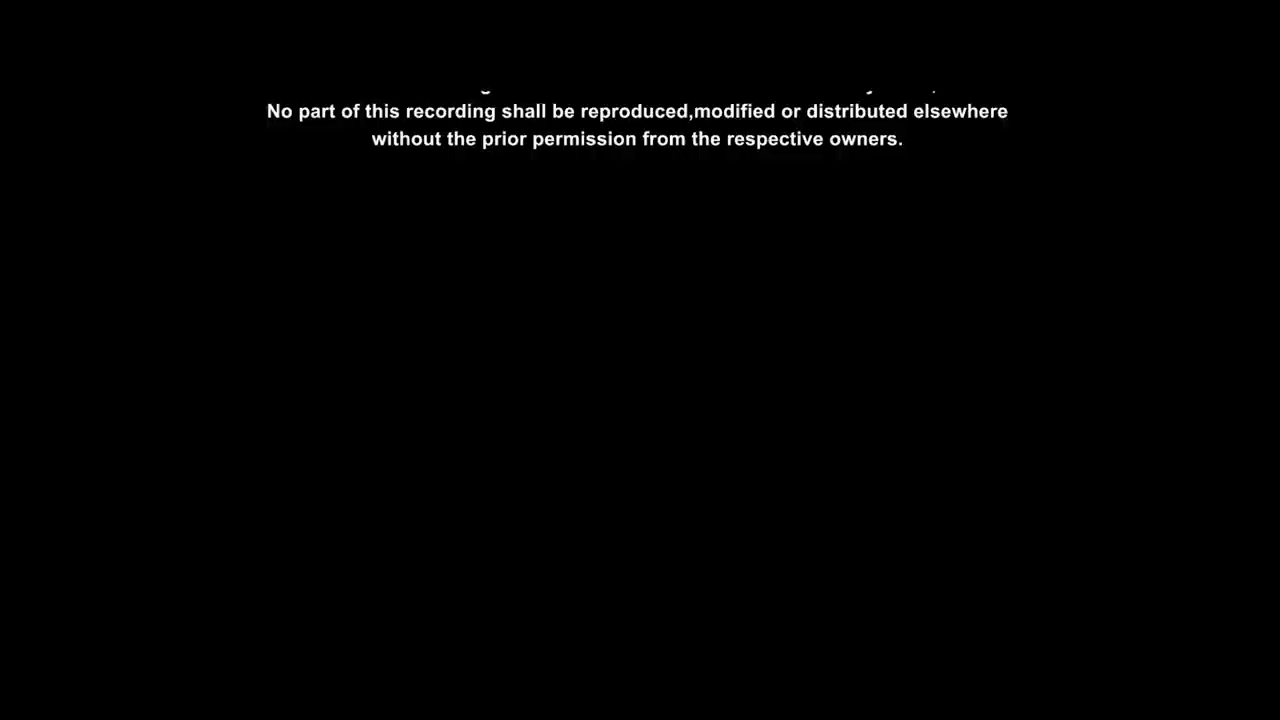 No part of this recording shall be reproduced,modified or distributed elsewhere
without the prior permission from the respective owners.